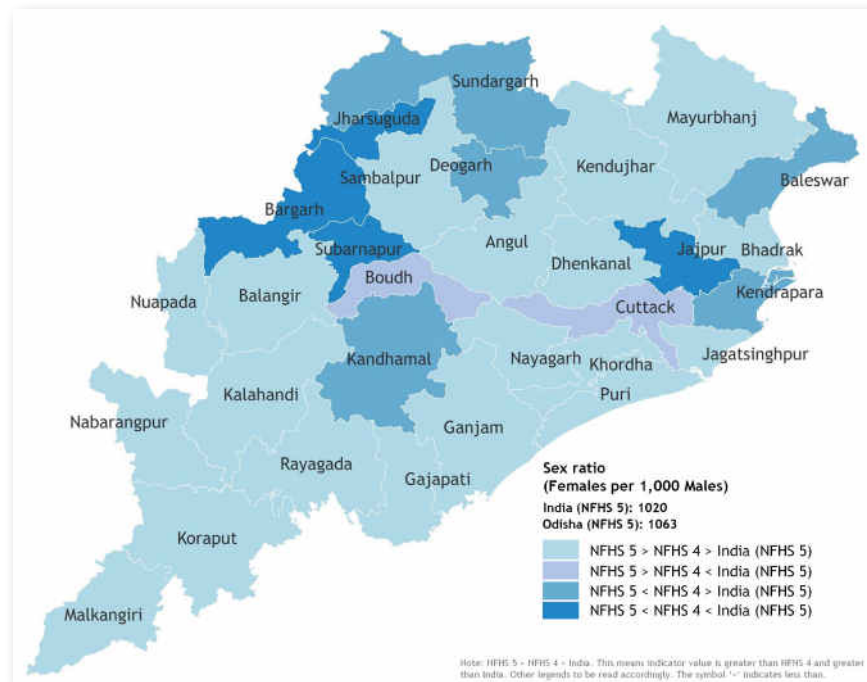 Sundargarh
Mayurbhanj
Jharsuguda
Deogarh
Kendujhar
Sambalpur
Baleswar
Bargarh
Subarnapur
Angul
Jajpur
Bhadrak
Dhenkanal
Boudh
Nuapada
Balangir
Kendrapara
Cuttack
Kandhamal
Nayagarh
Khordha
Jagatsinghpur
Kalahandi
Puri
Nabarangpur
Ganjam
Rayagada
Gajapati
Koraput
Malkangiri
Sex ratio
(Females per 1,000 Males)
India (NFHS 5): 1020
Odisha (NFHS 5): 1063
NFHS 5 > NFHS 4 > India (NFHS 5)
NFHS 5 > NFHS 4 < India (NFHS 5)
NFHS 5 < NFHS 4 > India (NFHS 5)
NFHS 5 < NFHS 4 < India (NFHS 5)
Note: NFHS 5 > NFHS 4 > India. This means indicator value is greater than NFHS 4 and greater
than India. Other legends to be read accordingly. The symbol '<' indicates less than.